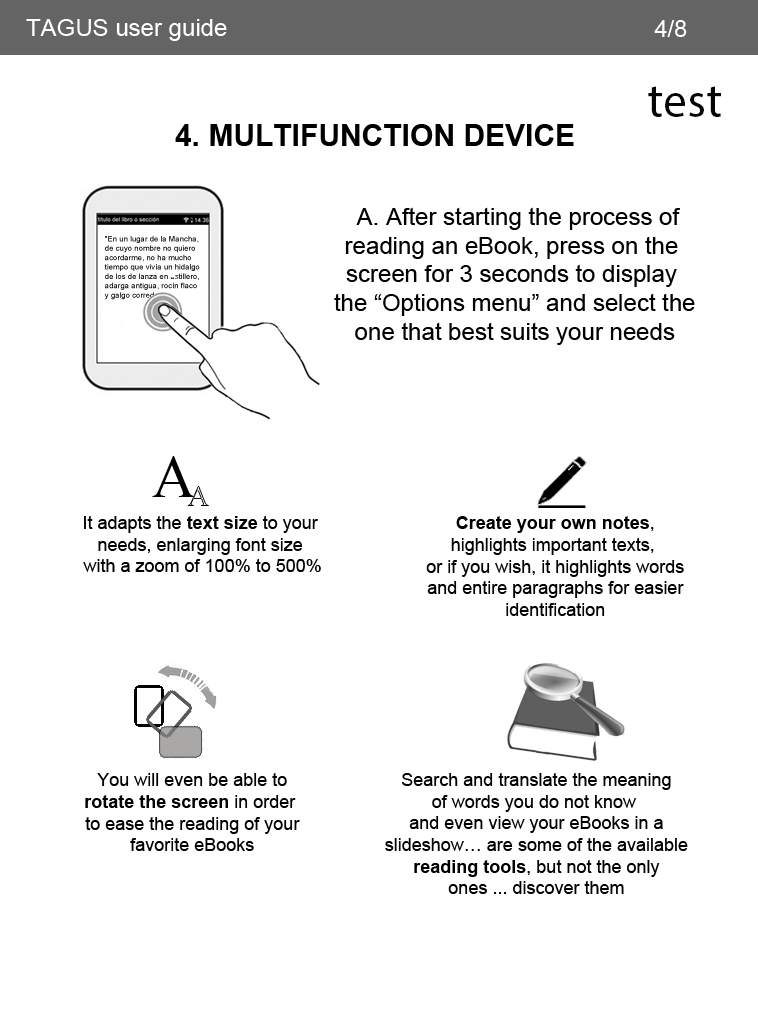 TAGUS user guide
4/8
test
4. MULTIFUNCTION DEVICE
título del libro o sección 14:36
"En un lugar de la Mancha,
de cuyo nombre no quiero
acordarme, no ha mucho
tiempo que vivía un hidalgo
de los de lanza en astillero,
adarga antigua, rocín flaco
y galgo corred
A. After starting the process of
reading an eBook, press on the
screen for 3 seconds to display
the “Options menu” and select the
one that best suits your needs
A A
It adapts the text size to your
needs, enlarging font size
with a zoom of 100% to 500%
Create your own notes,
highlights important texts,
or if you wish, it highlights words
and entire paragraphs for easier
identification
You will even be able to
rotate the screen in order
to ease the reading of your
favorite eBooks
Search and translate the meaning
of words you do not know
and even view your eBooks in a
slideshow… are some of the available
reading tools, but not the only
ones ... discover them